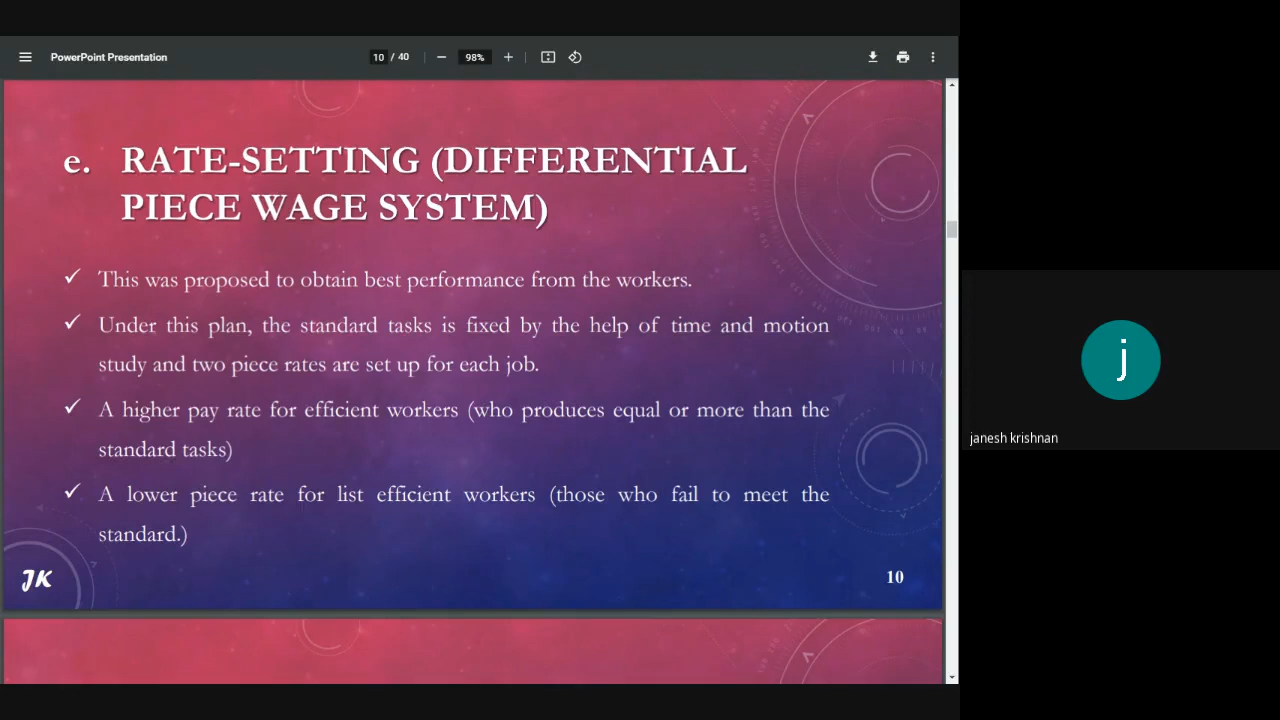 PowerPoint Presentation
10 / 40
98%
e. RATE-SETTING (DIFFERENTIAL
PIECE WAGE SYSTEM)
✓ This was proposed to obtain best performance from the workers.
✓ Under this plan, the standard tasks is fixed by the help of time and motion
study and two piece rates are set up for each job.
✓ A higher pay rate for efficient workers (who produces equal or more than the
standard tasks)
✓ A lower piece rate for list efficient workers (those who fail to meet the
standard.)
JK
10
j
janesh krishnan